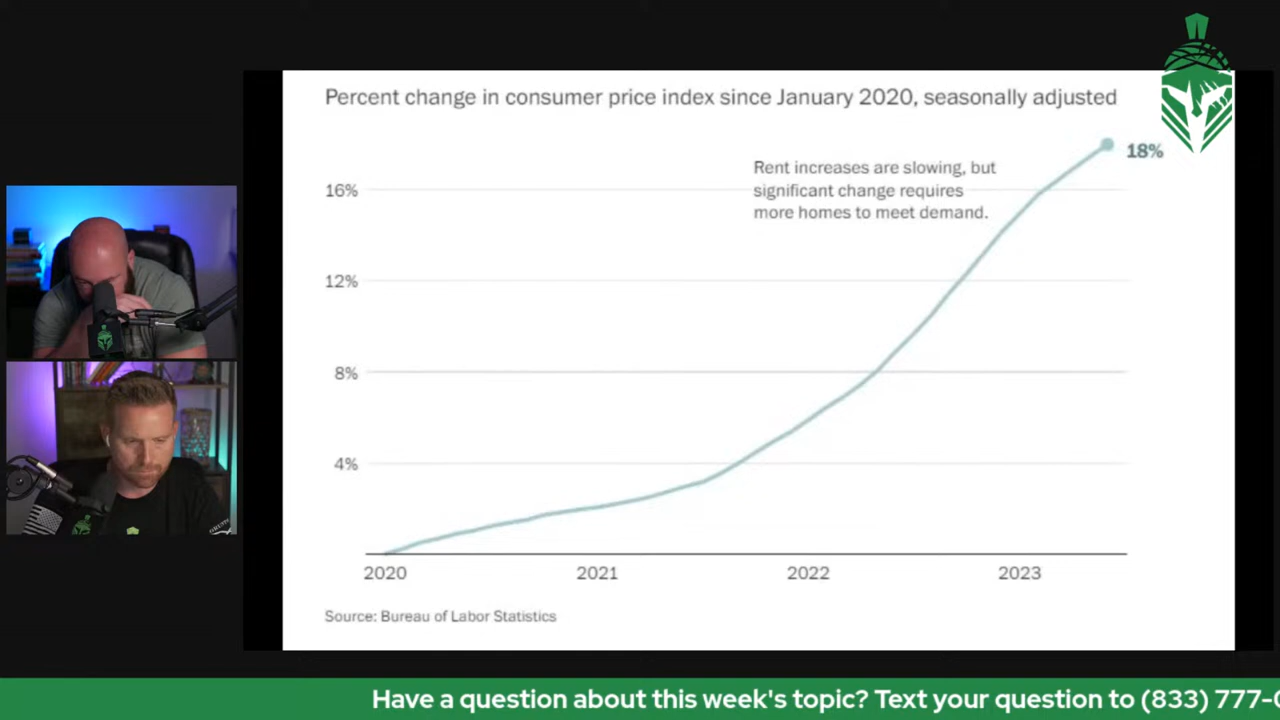 Percent change in consumer price index since January 2020, seasonally adjusted
18%
Rent increases are slowing, but
significant change requires
more homes to meet demand.
16%
12%
8%
4%
2020 2021 2022 2023
Source: Bureau of Labor Statistics
Have a question about this week's topic? Text your question to (833) 777-